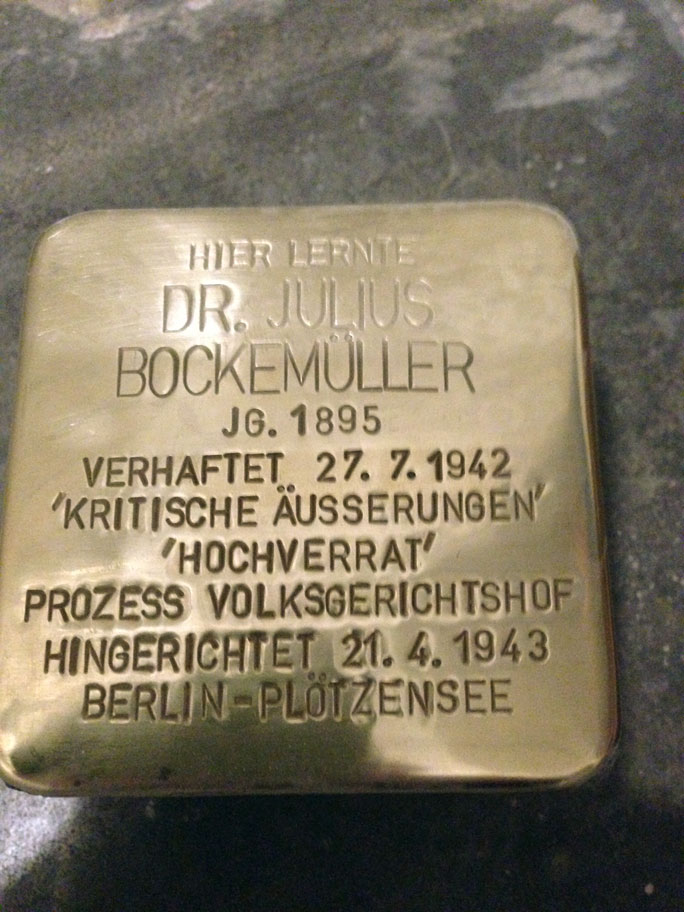 HIER LERNTE
DR. JULIUS
BOCKEMÜLLER
JG. 1895
VERHAFTET 27. 7. 1942
'KRITISCHE ÄUSSERUNGEN'
'HOCHVERRAT'
PROZESS VOLKSGERICHTSHOF
HINGERICHTET 21. 4. 1943
BERLIN-PLÖTZENSEE